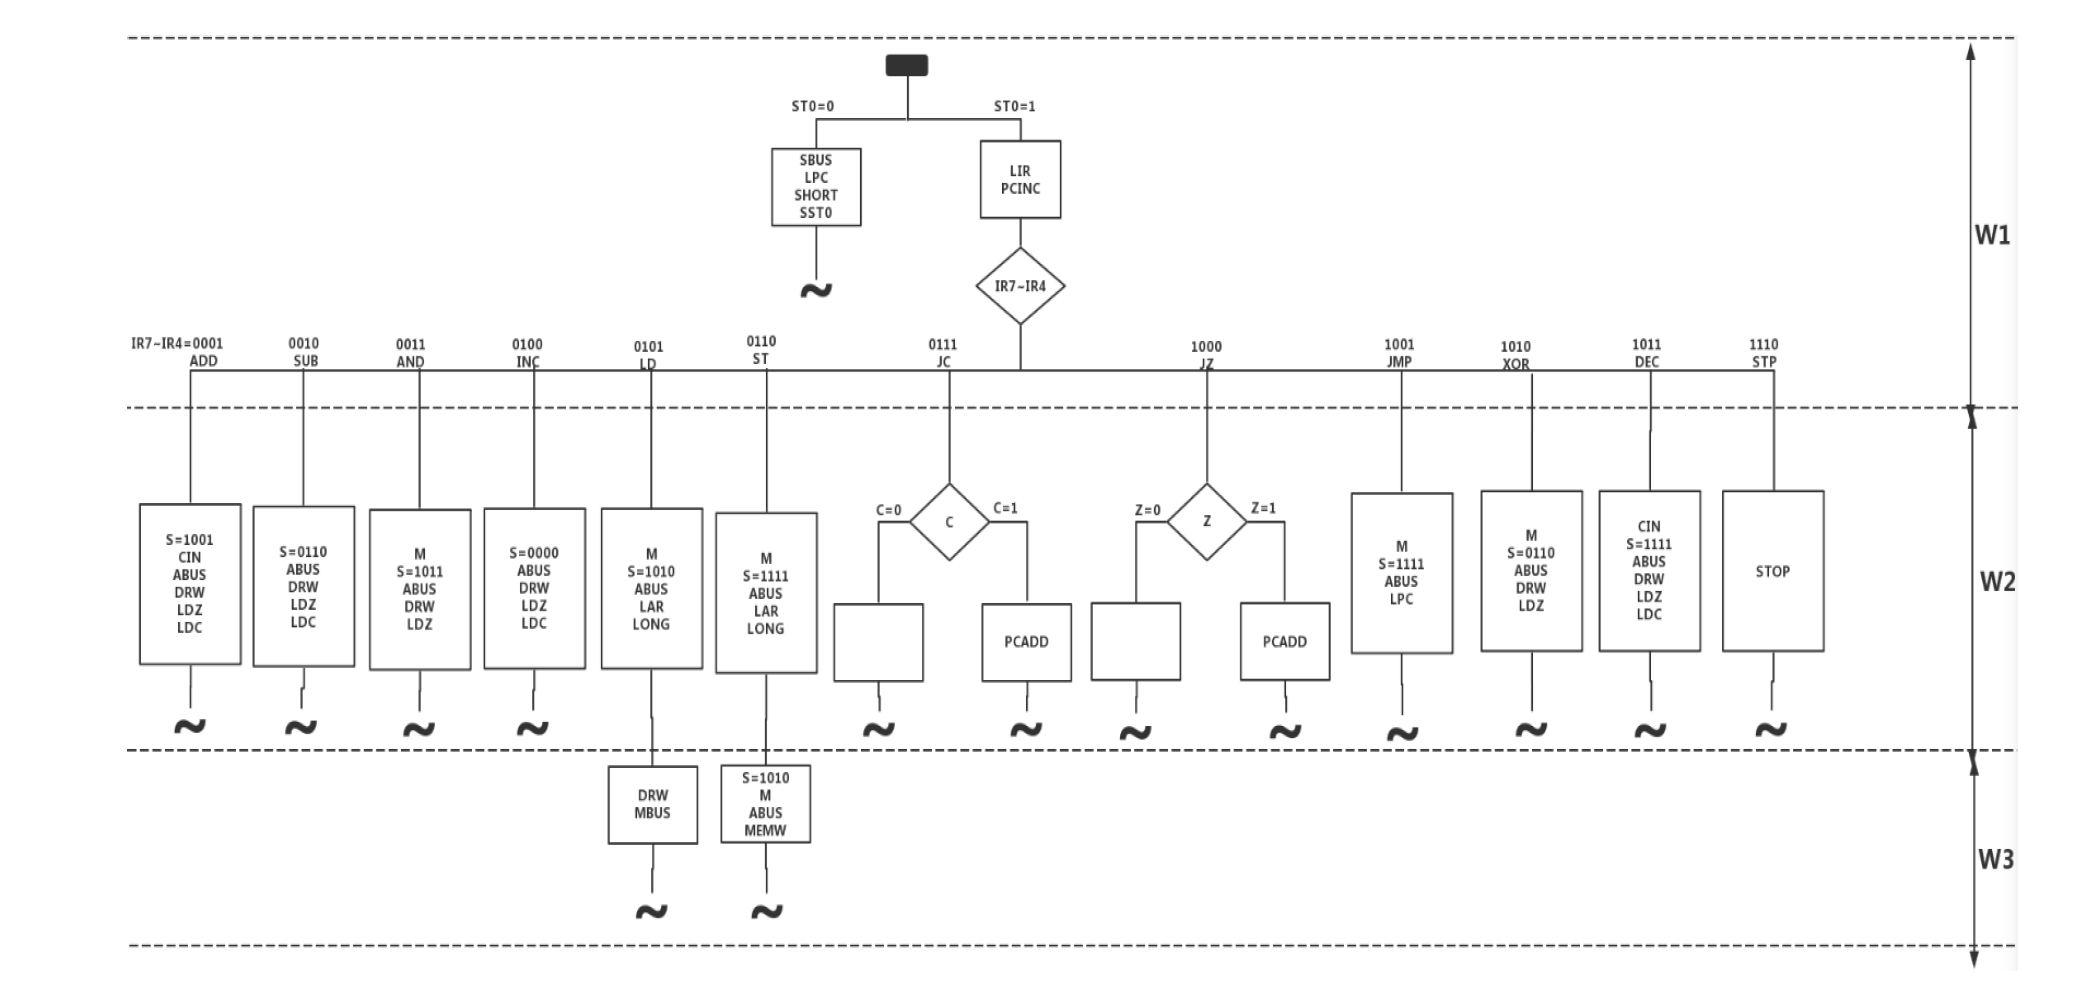 ST0=0
ST0=1
SBUS
LPC
SHORT
SST0
LIR
PCINC
W1
IR7~IR4
IR7~IR4=0001
ADD
0010
SUB
0011
AND
0100
INC
0101
LD
0110
ST
0111
JC
1000
JZ
1001
JMP
1010
XOR
1011
DEC
1110
STP
S=1001
CIN
ABUS
DRW
LDZ
LDC
S=0110
ABUS
DRW
LDZ
LDC
M
S=1011
ABUS
DRW
LDZ
S=0000
ABUS
DRW
LDZ
LDC
M
S=1010
ABUS
LAR
LONG
M
S=1111
ABUS
LAR
LONG
C=0
C
C=1
PCADD
Z=0
Z
Z=1
PCADD
M
S=1111
ABUS
LPC
M
S=0110
ABUS
DRW
LDZ
CIN
S=1111
ABUS
DRW
LDZ
LDC
STOP
W2
DRW
MBUS
S=1010
M
ABUS
MEMW
W3